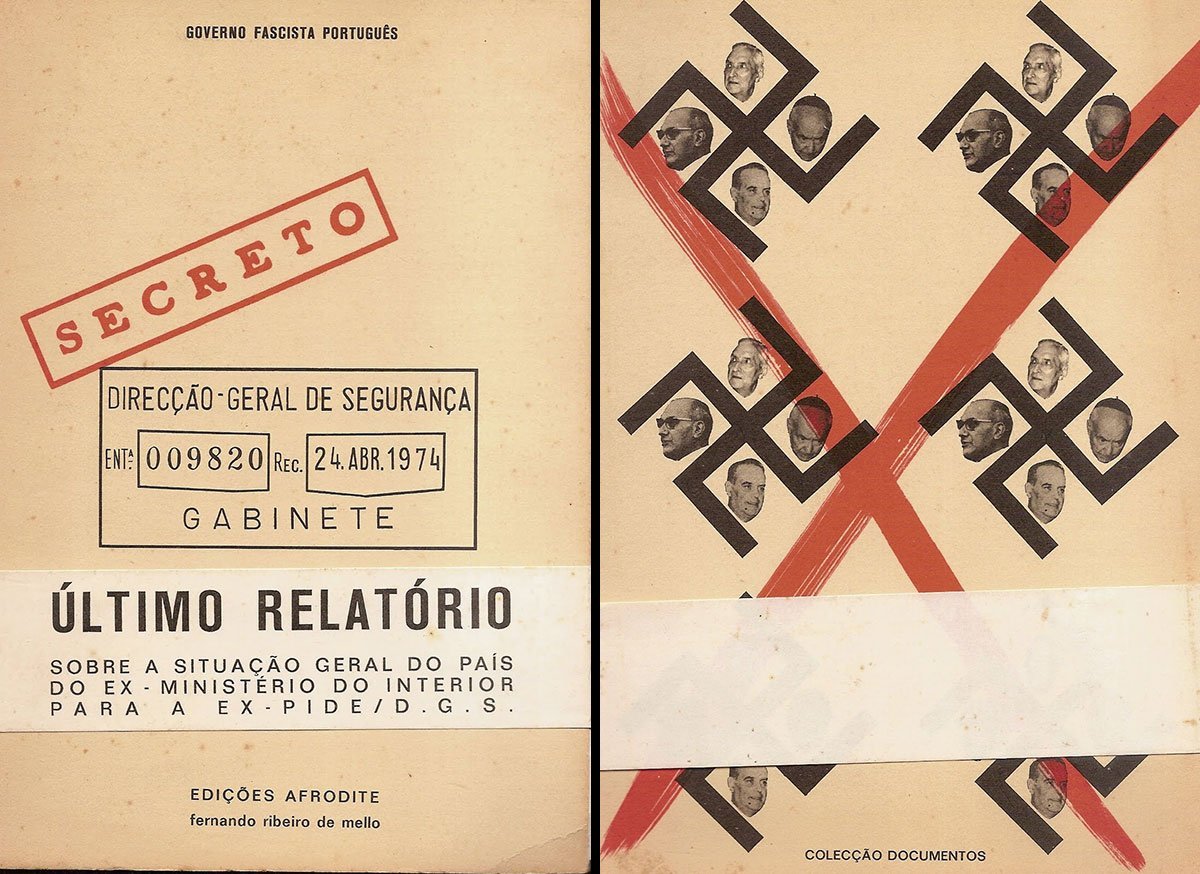 GOVERNO FASCISTA PORTUGUÊS
SECRETO
DIRECÇÃO-GERAL DE SEGURANÇA
ENTª 009820 Rec. 24. ABR. 1974
GABINETE
ÚLTIMO RELATÓRIO
SOBRE A SITUAÇÃO GERAL DO PAÍS
DO EX-MINISTÉRIO DO INTERIOR
PARA A EX-PIDE/D.G.S.
EDIÇÕES AFRODITE
fernando ribeiro de mello
COLECÇÃO DOCUMENTOS